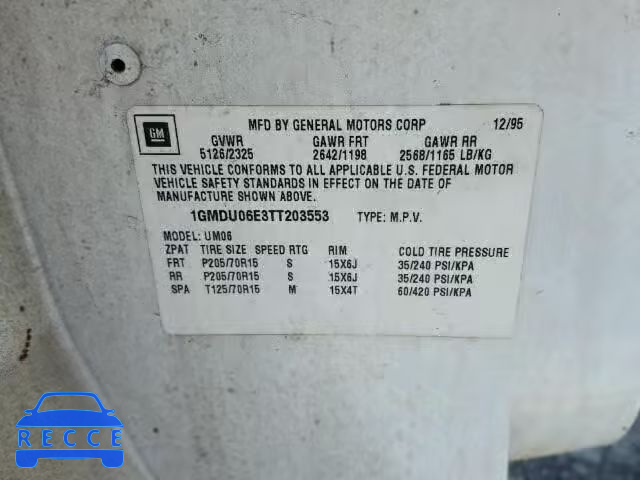 GM
MFD BY GENERAL MOTORS CORP 12/95
GVWR GAWR FRT GAWR RR
5126/2325 2642/1198 2568/1165 LB/KG
THIS VEHICLE CONFORMS TO ALL APPLICABLE U.S. FEDERAL MOTOR
VEHICLE SAFETY STANDARDS IN EFFECT ON THE DATE OF
MANUFACTURE SHOWN ABOVE.
1GMDU06E3TT203553 TYPE: M.P.V.
MODEL: UM06
ZPAT TIRE SIZE SPEED RTG RIM COLD TIRE PRESSURE
FRT P205/70R15 S 15X6J 35/240 PSI/KPA
RR P205/70R15 S 15X6J 35/240 PSI/KPA
SPA T125/70R15 M 15X4T 60/420 PSI/KPA
RECCE